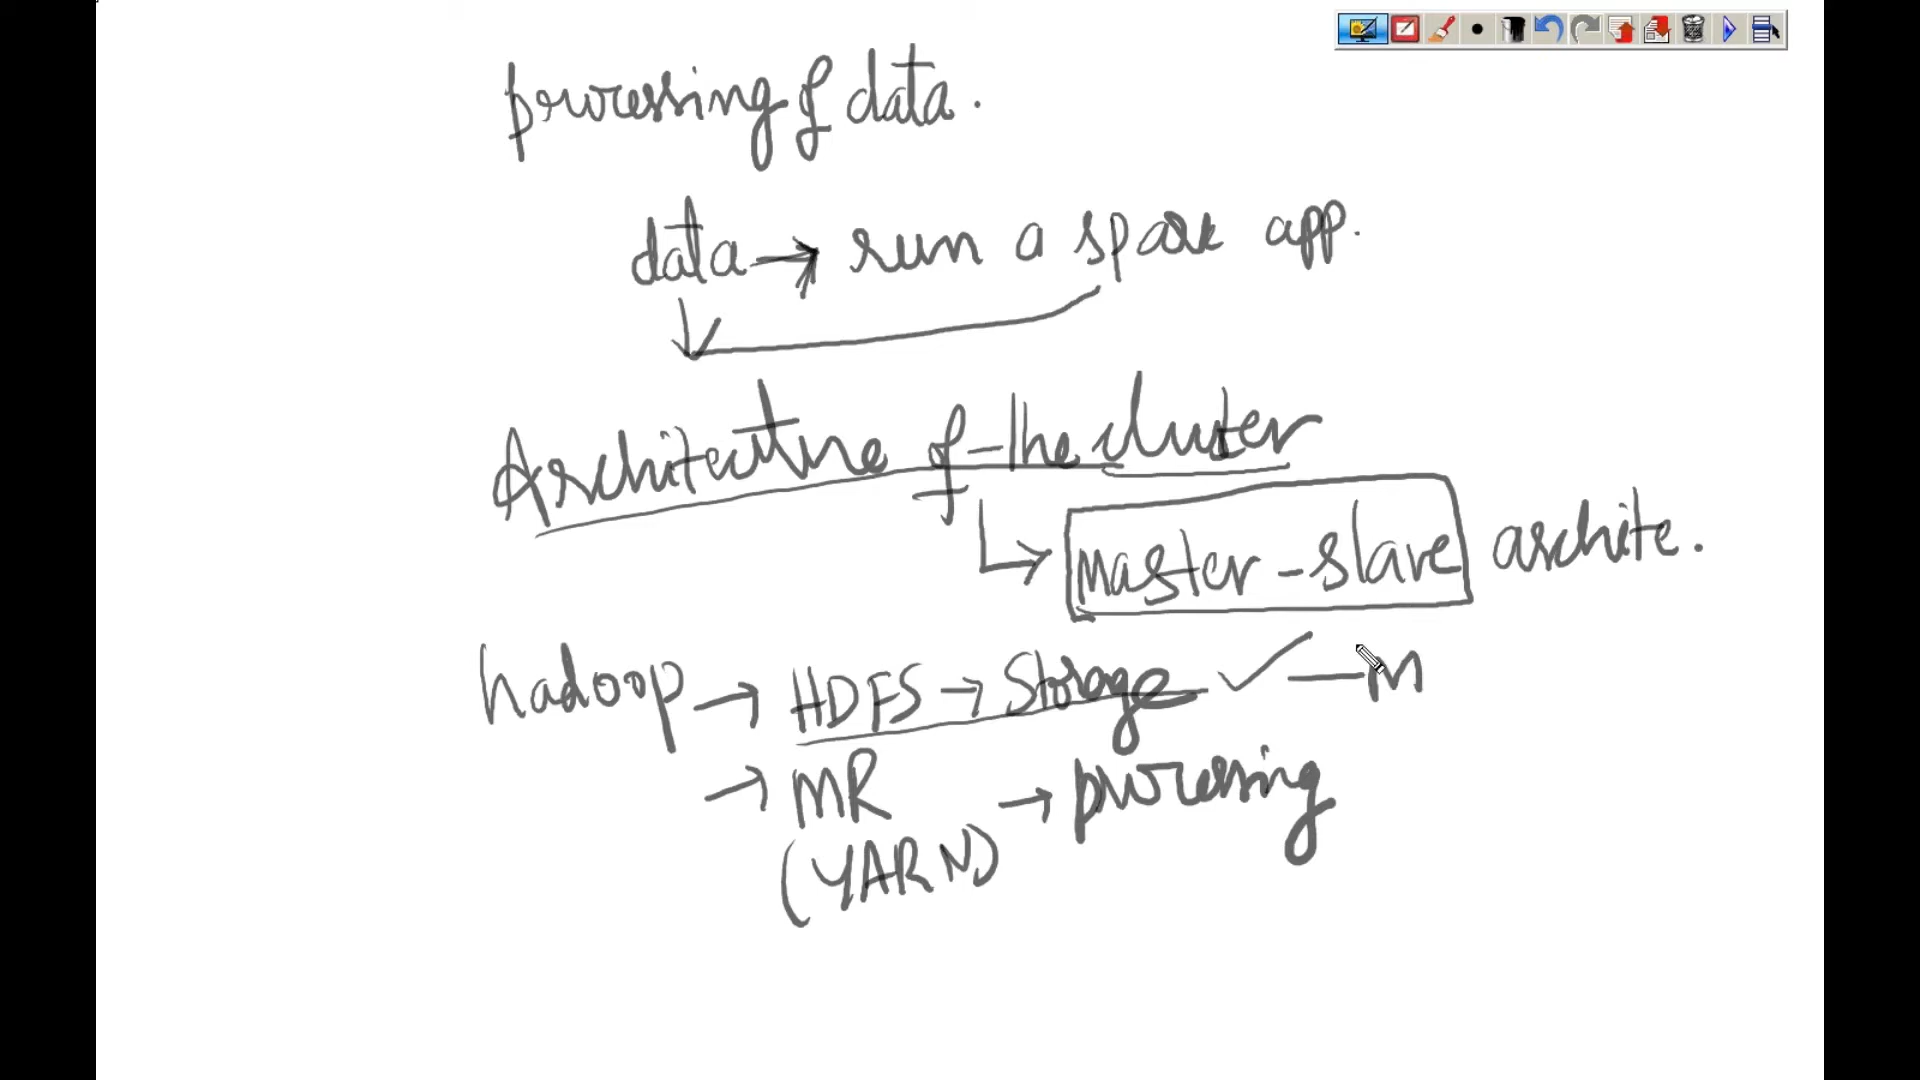 processing of data.
data → run a spark app.
Architecture of the cluster
↳ master-slave archite.
hadoop → HDFS → Storage ✓ — M
→ MR → processing
(YARN)